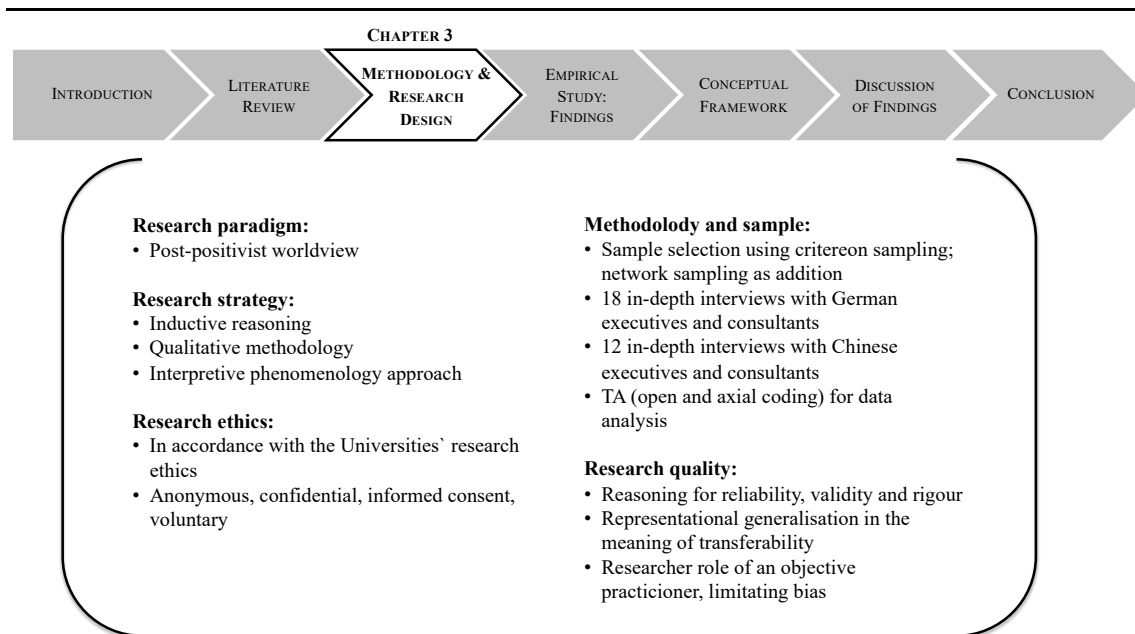 CHAPTER 3
INTRODUCTION
LITERATURE
REVIEW
METHODOLOGY &
RESEARCH
DESIGN
EMPIRICAL
STUDY:
FINDINGS
CONCEPTUAL
FRAMEWORK
DISCUSSION
OF FINDINGS
CONCLUSION
Research paradigm:
• Post-positivist worldview
Research strategy:
• Inductive reasoning
• Qualitative methodology
• Interpretive phenomenology approach
Research ethics:
• In accordance with the Universities` research
ethics
• Anonymous, confidential, informed consent,
voluntary
Methodolody and sample:
• Sample selection using critereon sampling;
network sampling as addition
• 18 in-depth interviews with German
executives and consultants
• 12 in-depth interviews with Chinese
executives and consultants
• TA (open and axial coding) for data
analysis
Research quality:
• Reasoning for reliability, validity and rigour
• Representational generalisation in the
meaning of transferability
• Researcher role of an objective
practicioner, limitating bias